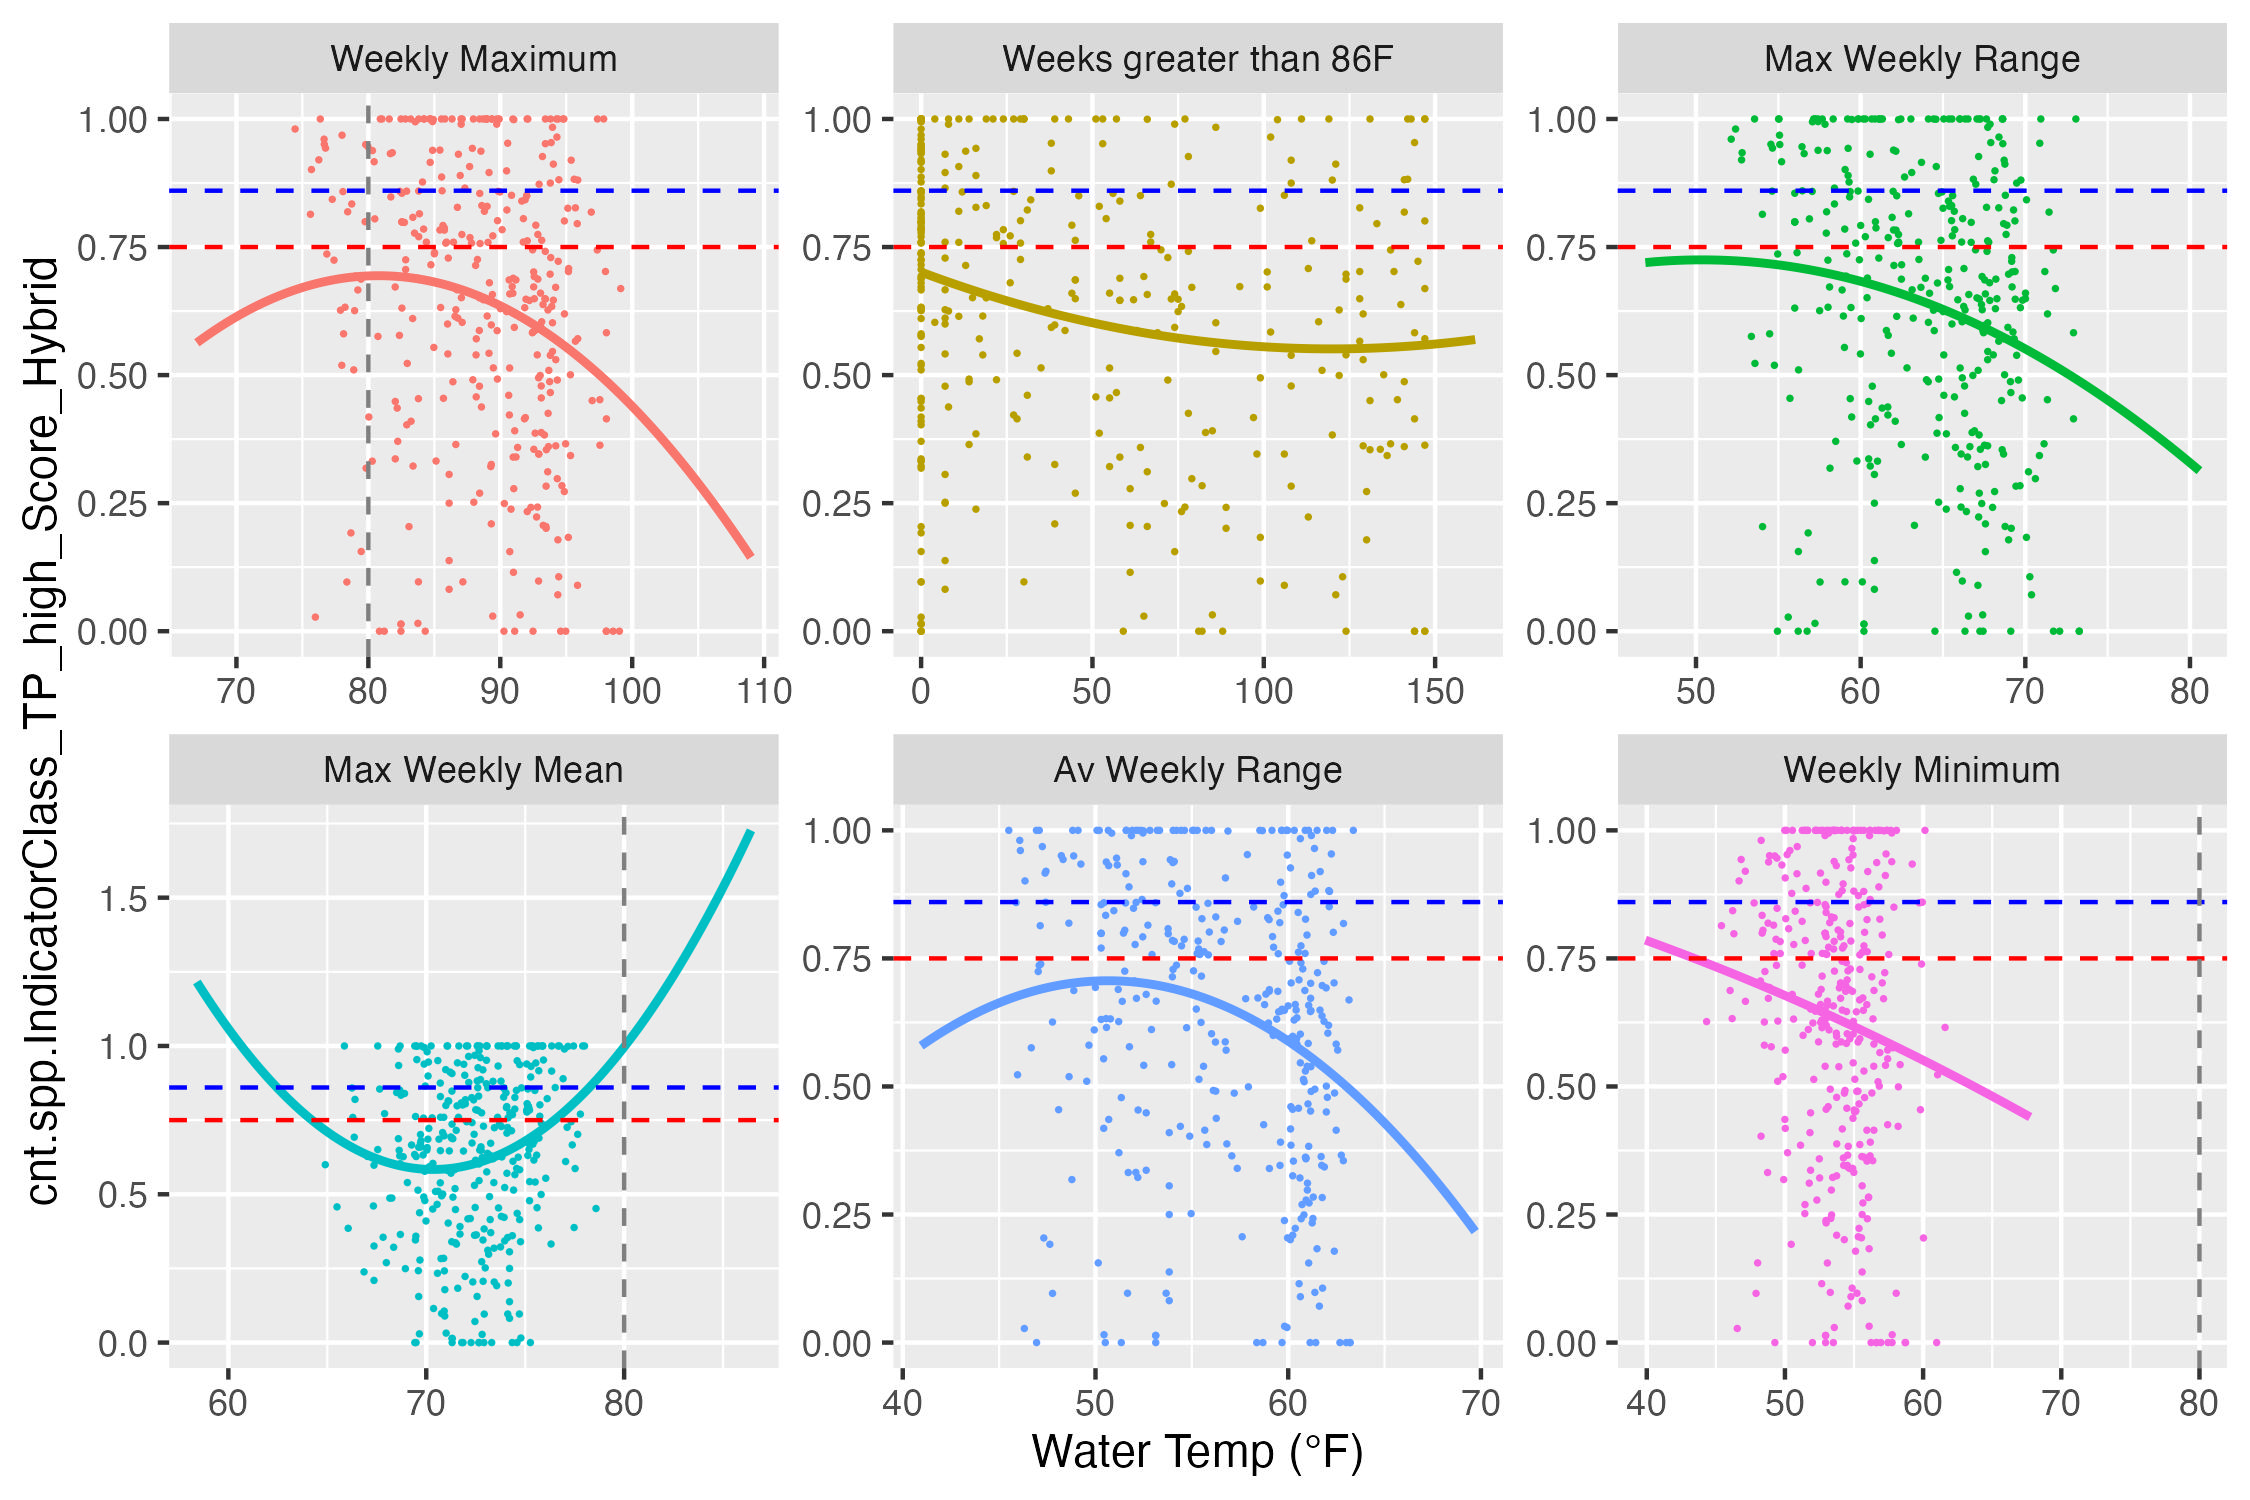 cnt.spp.IndicatorClass_TP_high_Score_Hybrid
Weekly Maximum
1.00
0.75
0.50
0.25
0.00
70 80 90 100 110
Weeks greater than 86F
1.00
0.75
0.50
0.25
0.00
0 50 100 150
Max Weekly Range
1.00
0.75
0.50
0.25
0.00
50 60 70 80
Max Weekly Mean
1.5
1.0
0.5
0.0
60 70 80
Av Weekly Range
1.00
0.75
0.50
0.25
0.00
40 50 60 70
Weekly Minimum
1.00
0.75
0.50
0.25
0.00
40 50 60 70 80
Water Temp (°F)